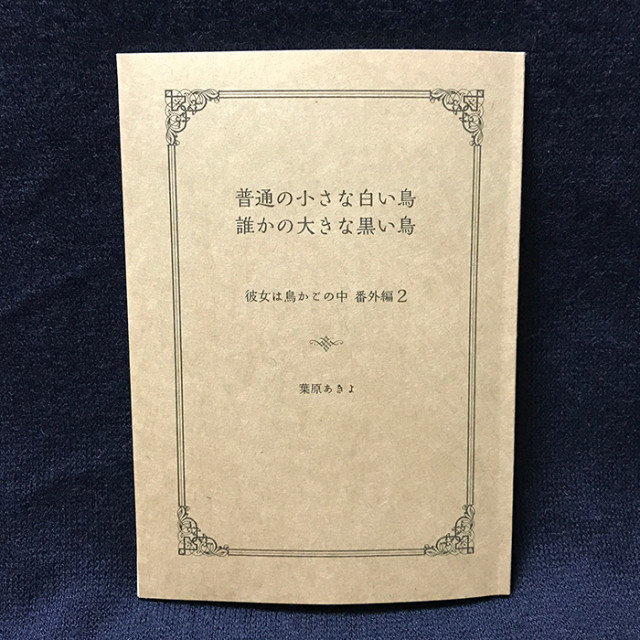 普通の小さな白い鳥
誰かの大きな黒い鳥
彼女は鳥かごの中 番外編2
葉原あきよ